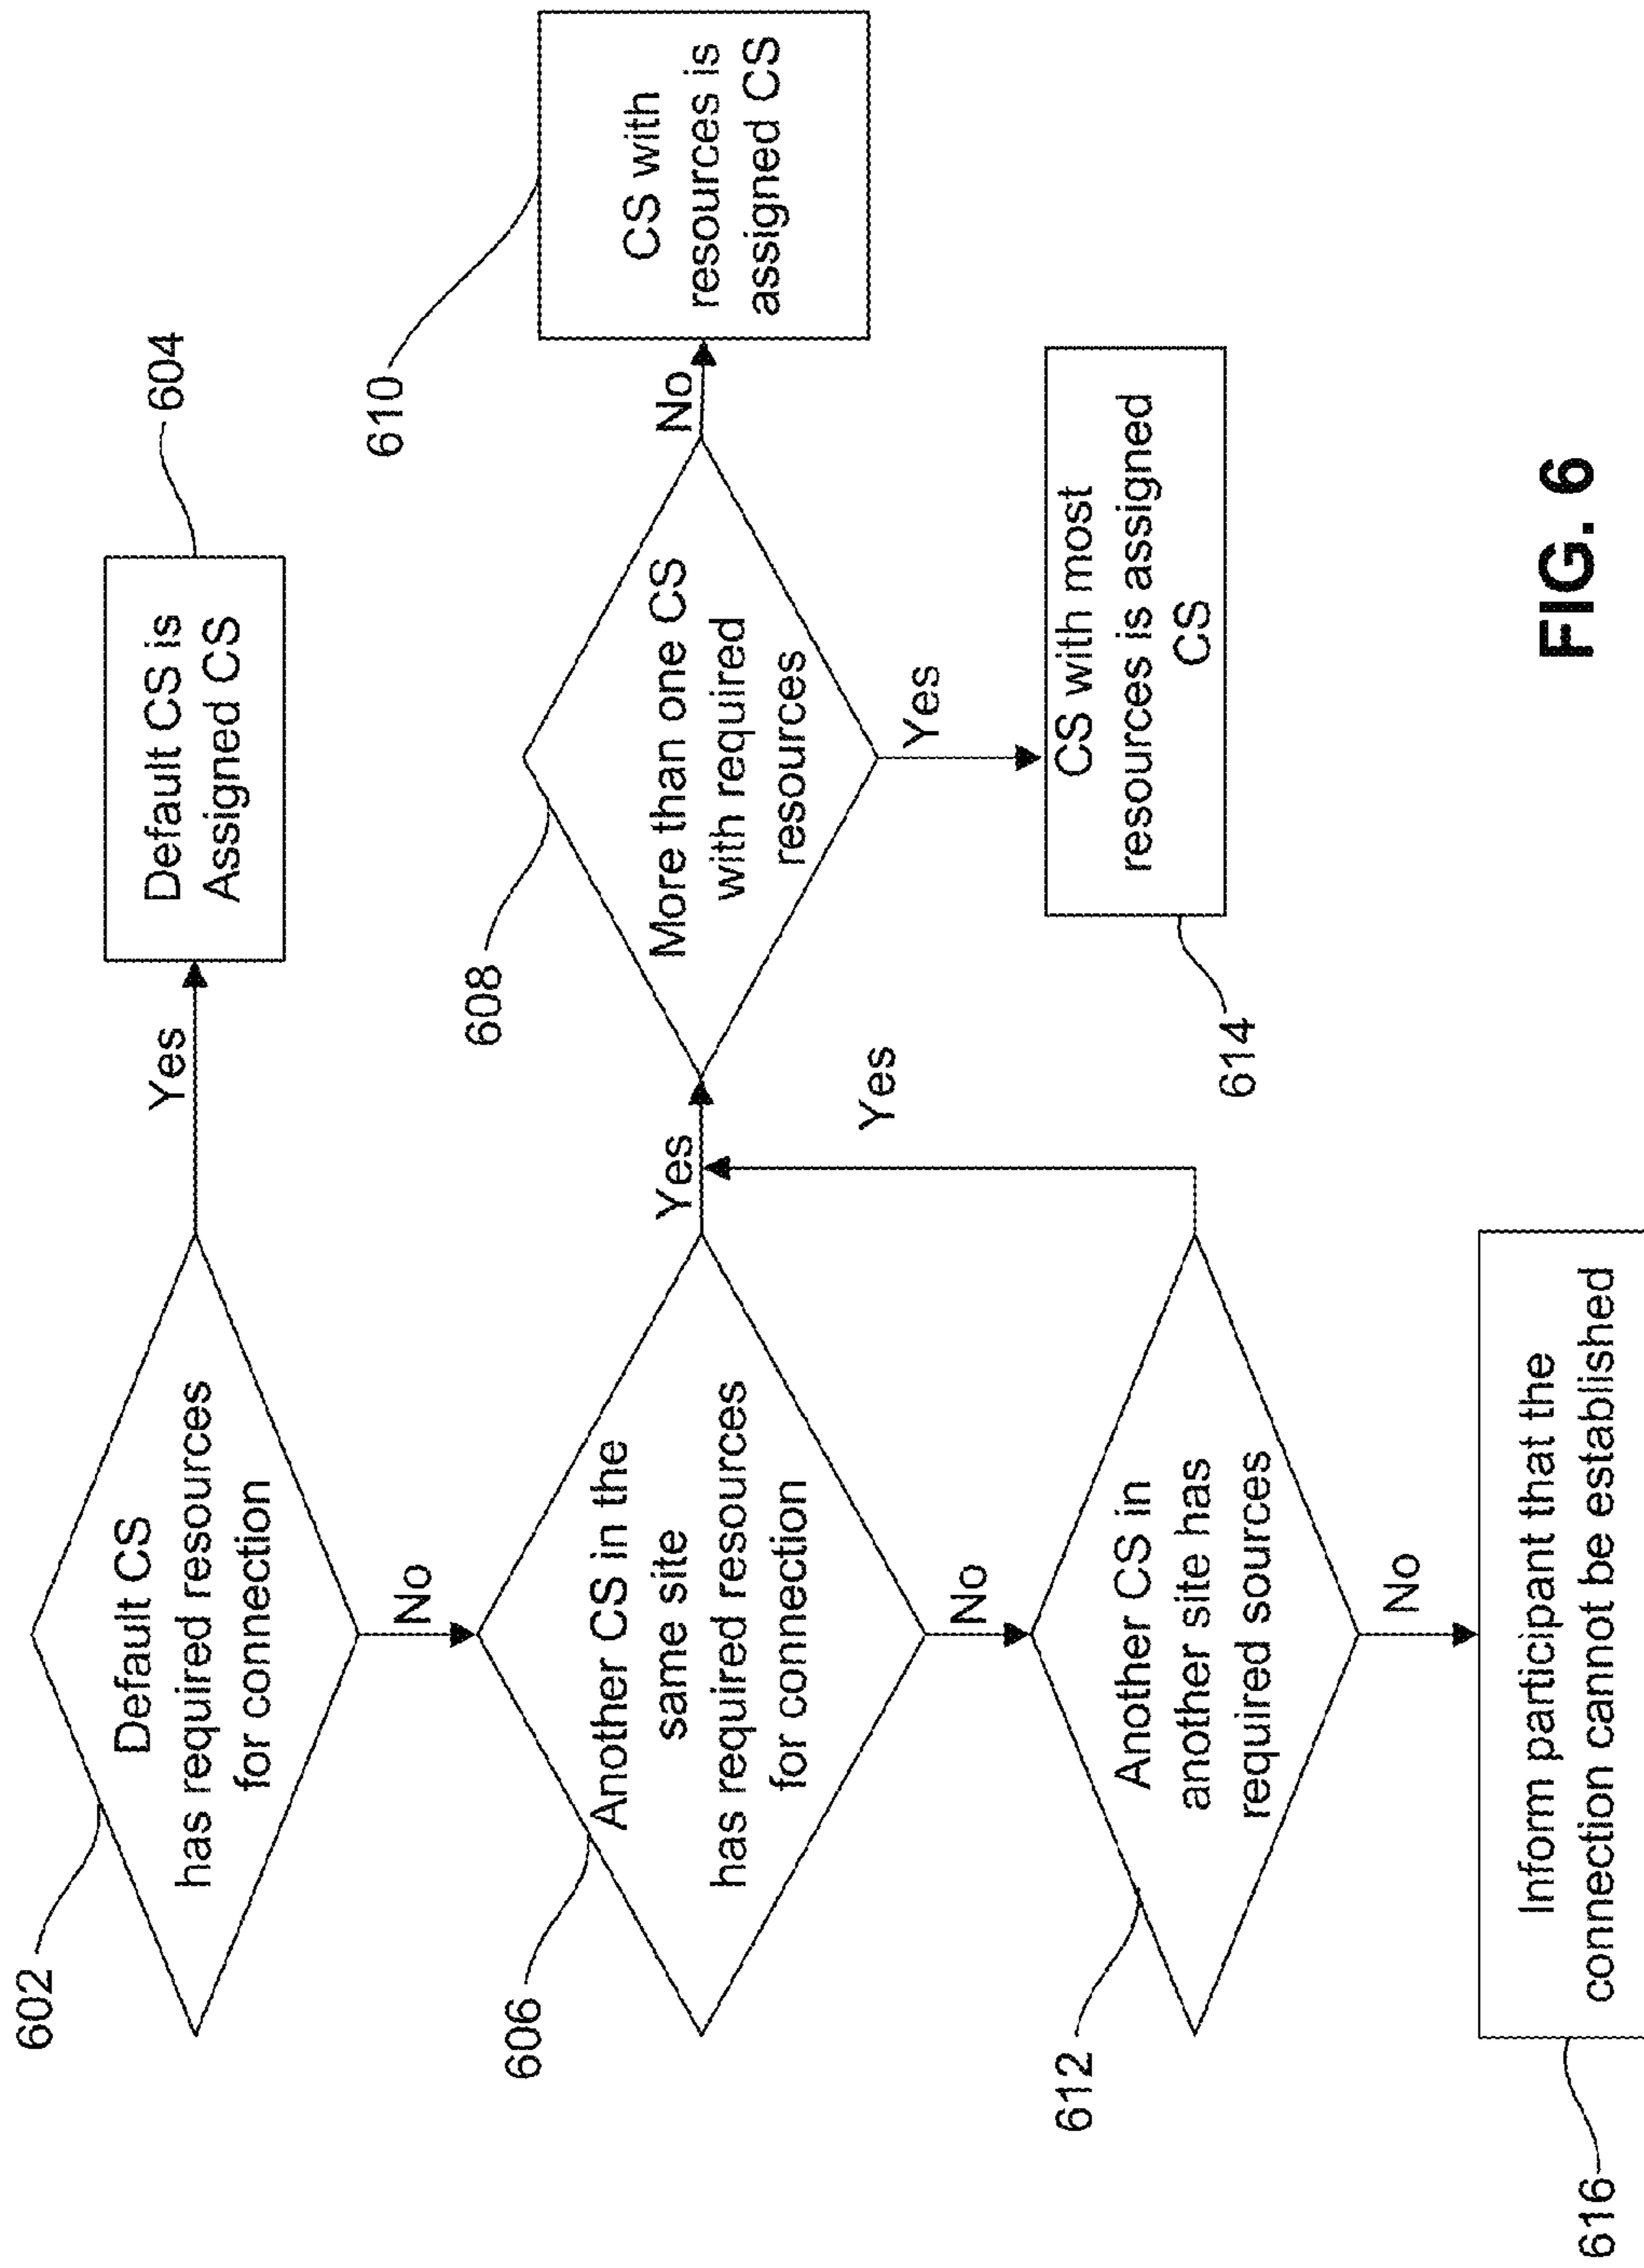 602
Default CS
has required resources
for connection
Yes
Default CS is
Assigned CS
604
No
606
Another CS in the
same site
has required resources
for connection
Yes
608
More than one CS
with required
resources
No
610
CS with
resources is
assigned CS
Yes
614
CS with most
resources is assigned
CS
No
612
Another CS in
another site has
required sources
Yes
No
616
Inform participant that the
connection cannot be established
FIG. 6